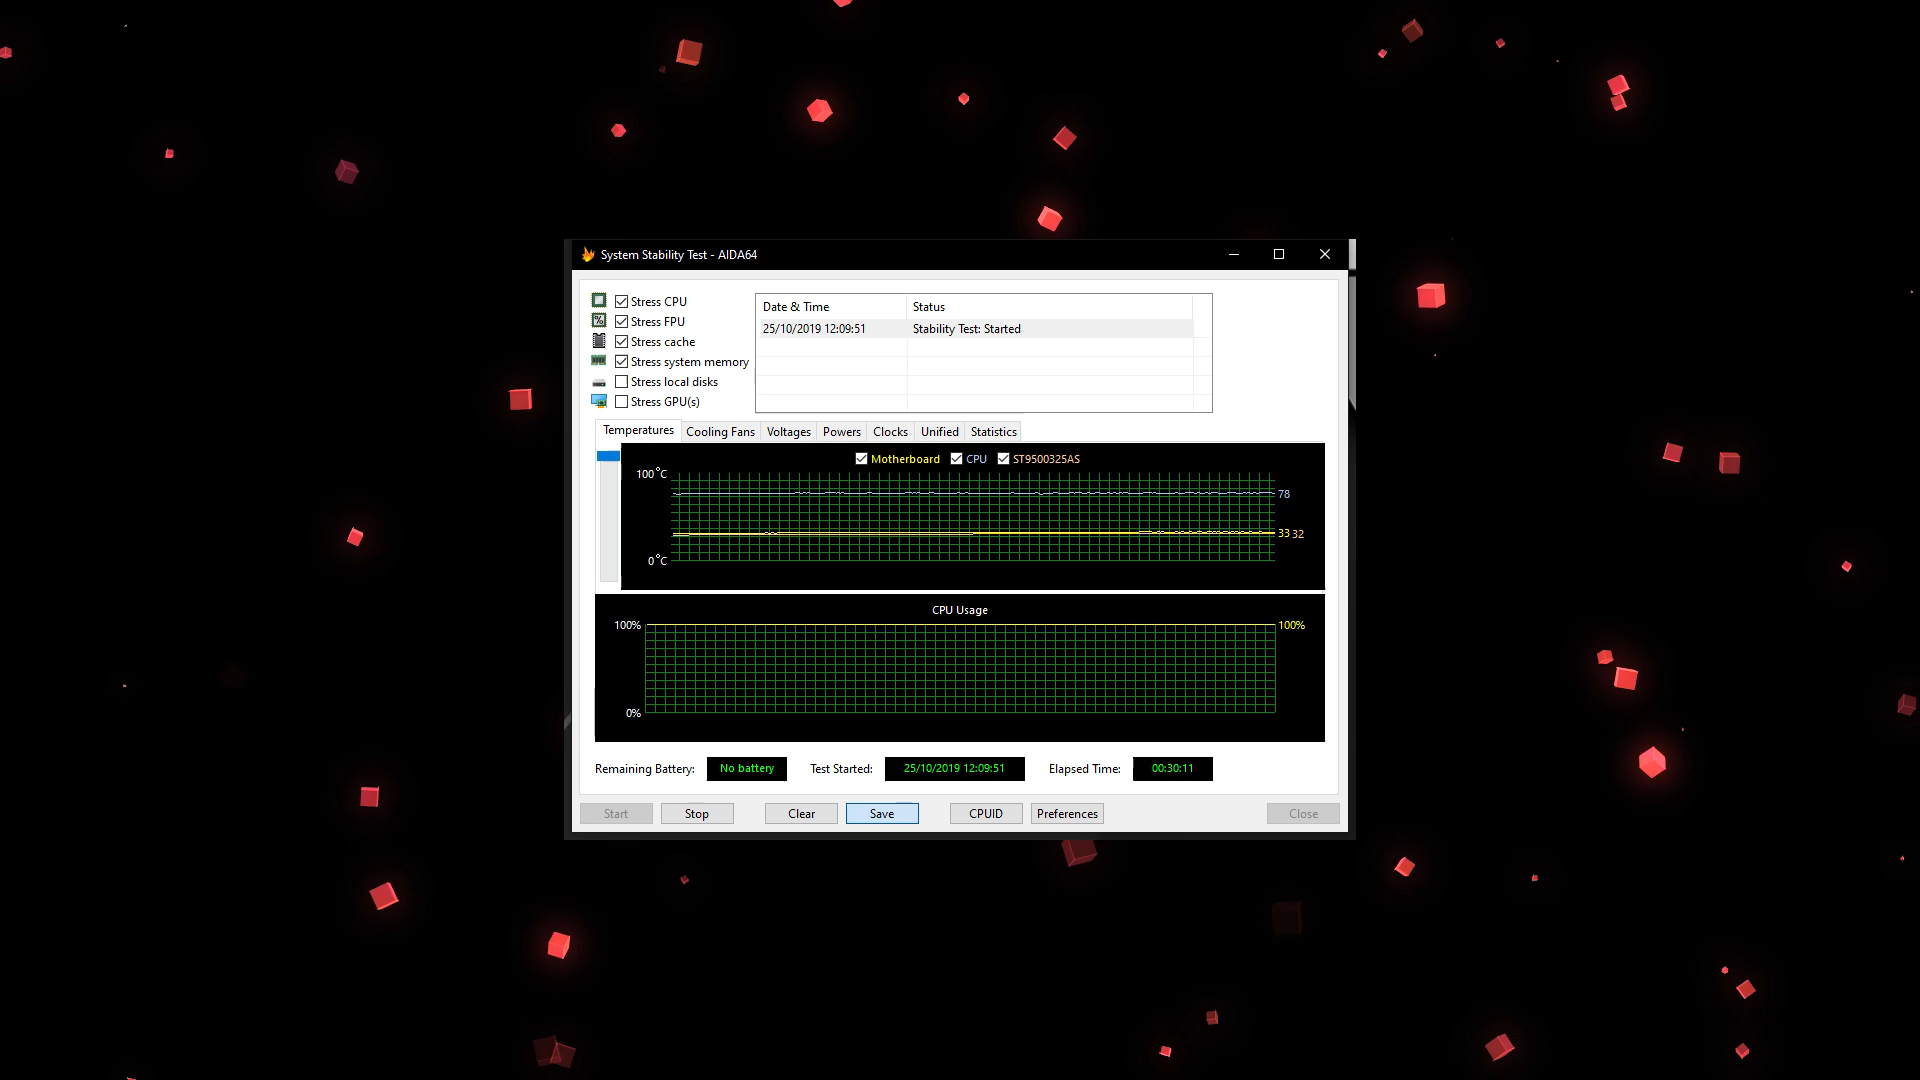 System Stability Test - AIDA64
Stress CPU
Stress FPU
Stress cache
Stress system memory
Stress local disks
Stress GPU(s)
Date & Time Status
25/10/2019 12:09:51 Stability Test: Started
Temperatures Cooling Fans Voltages Powers Clocks Unified Statistics
Motherboard CPU ST9500325AS
100°C
78
33 32
0°C
CPU Usage
100% 100%
0%
Remaining Battery: No battery Test Started: 25/10/2019 12:09:51 Elapsed Time: 00:30:11
Start Stop Clear Save CPUID Preferences Close